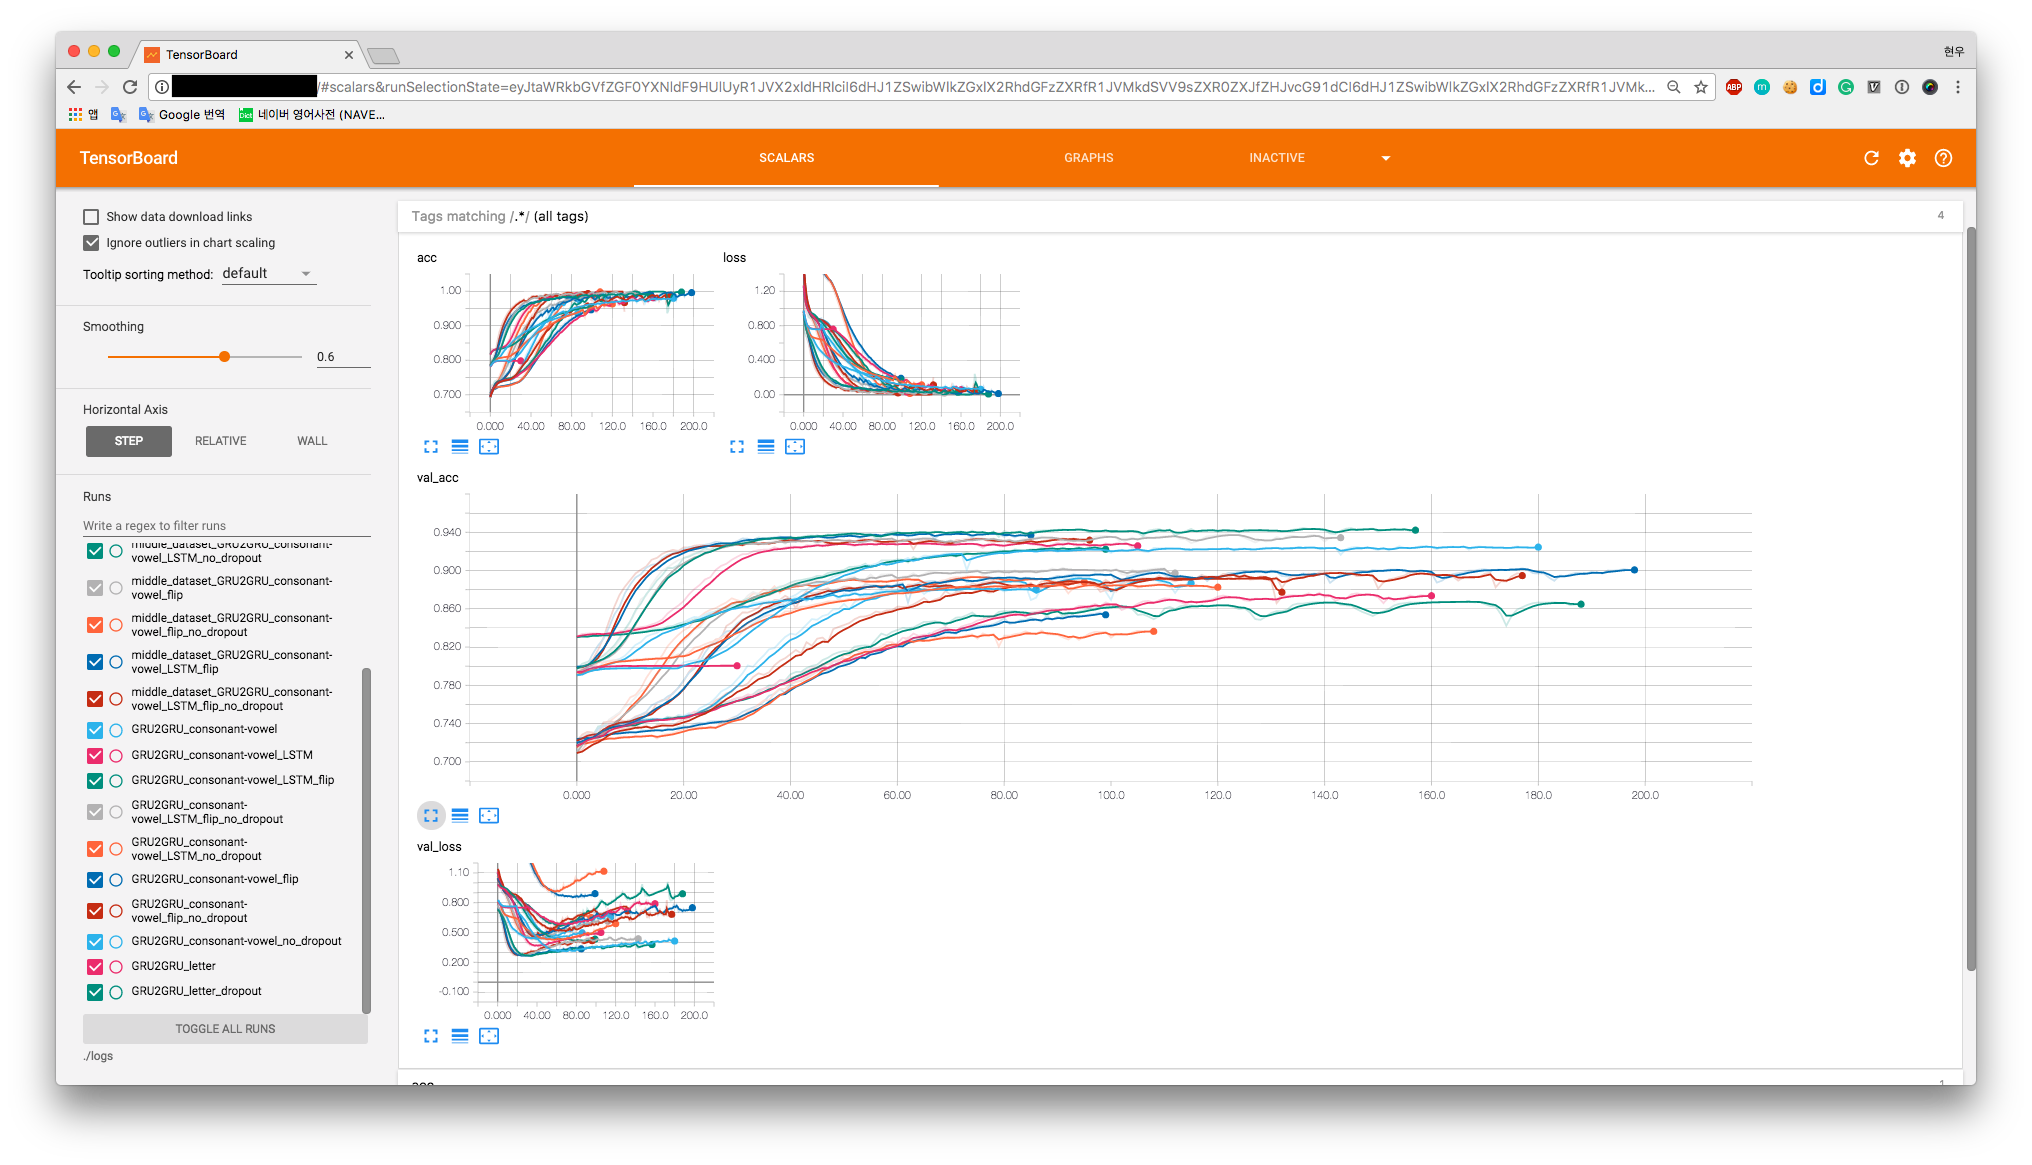 TensorBoard
현우
/#scalars&runSelectionState=
앱
Google 번역
네이버 영어사전 (NAVE...
TensorBoard
SCALARS
GRAPHS
INACTIVE
Show data download links
Ignore outliers in chart scaling
Tooltip sorting method: default
Smoothing
0.6
Horizontal Axis
STEP
RELATIVE
WALL
Runs
Write a regex to filter runs
middle_dataset_GRU2GRU_consonant-
vowel_LSTM_no_dropout
middle_dataset_GRU2GRU_consonant-
vowel_flip
middle_dataset_GRU2GRU_consonant-
vowel_flip_no_dropout
middle_dataset_GRU2GRU_consonant-
vowel_LSTM_flip
middle_dataset_GRU2GRU_consonant-
vowel_LSTM_flip_no_dropout
GRU2GRU_consonant-vowel
GRU2GRU_consonant-vowel_LSTM
GRU2GRU_consonant-vowel_LSTM_flip
GRU2GRU_consonant-
vowel_LSTM_flip_no_dropout
GRU2GRU_consonant-
vowel_LSTM_no_dropout
GRU2GRU_consonant-vowel_flip
GRU2GRU_consonant-
vowel_flip_no_dropout
GRU2GRU_consonant-vowel_no_dropout
GRU2GRU_letter
GRU2GRU_letter_dropout
TOGGLE ALL RUNS
./logs
Tags matching /.*/ (all tags)
4
acc
1.00
0.900
0.800
0.700
0.000 40.00 80.00 120.0 160.0 200.0
loss
1.20
0.800
0.400
0.00
0.000 40.00 80.00 120.0 160.0 200.0
val_acc
0.940
0.900
0.860
0.820
0.780
0.740
0.700
0.000 20.00 40.00 60.00 80.00 100.0 120.0 140.0 160.0 180.0 200.0
val_loss
1.10
0.800
0.500
0.200
-0.100
0.000 40.00 80.00 120.0 160.0 200.0